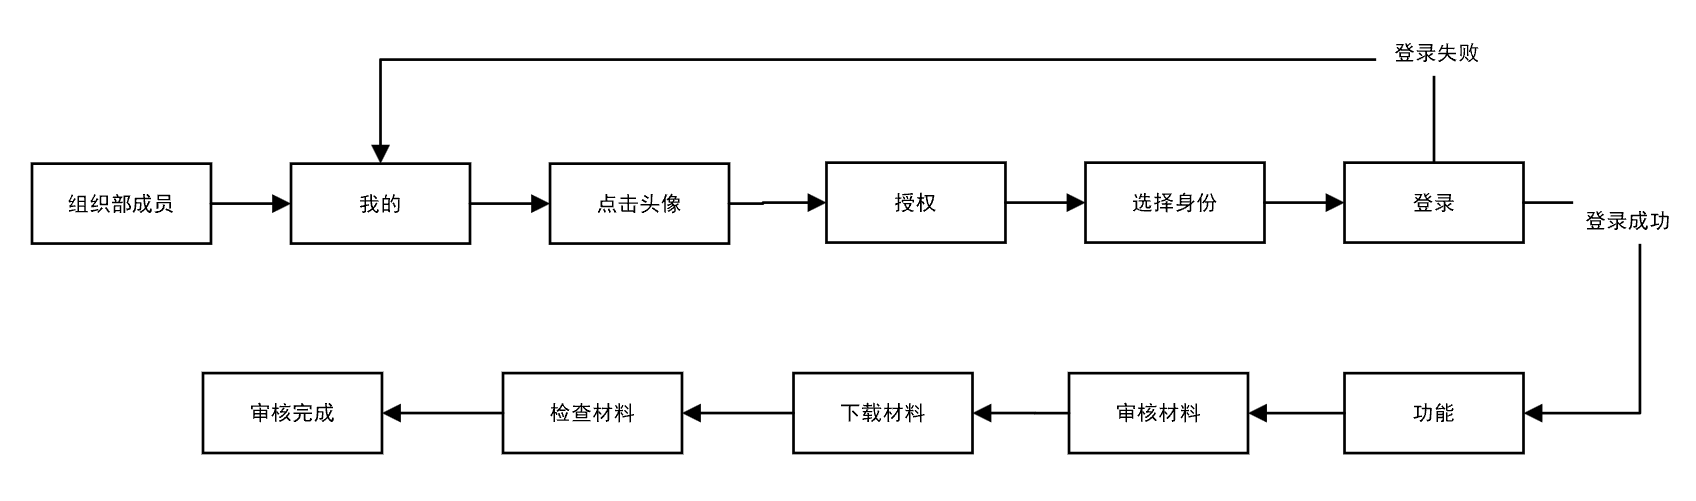 登录失败
组织部成员
我的
点击头像
授权
选择身份
登录
登录成功
审核完成
检查材料
下载材料
审核材料
功能